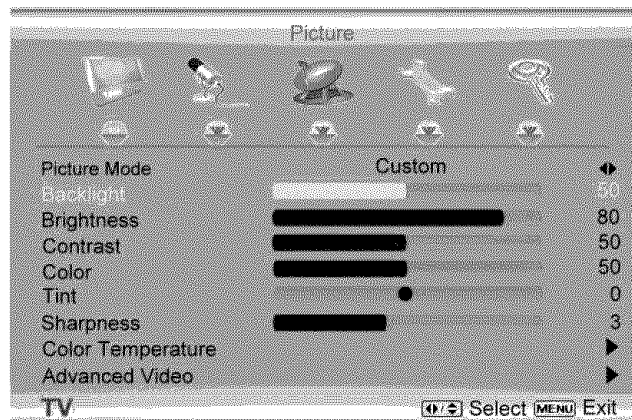 Picture
Picture Mode Custom
Backlight 50
Brightness 80
Contrast 50
Color 50
Tint 0
Sharpness 3
Color Temperature
Advanced Video
TV Select MENU Exit